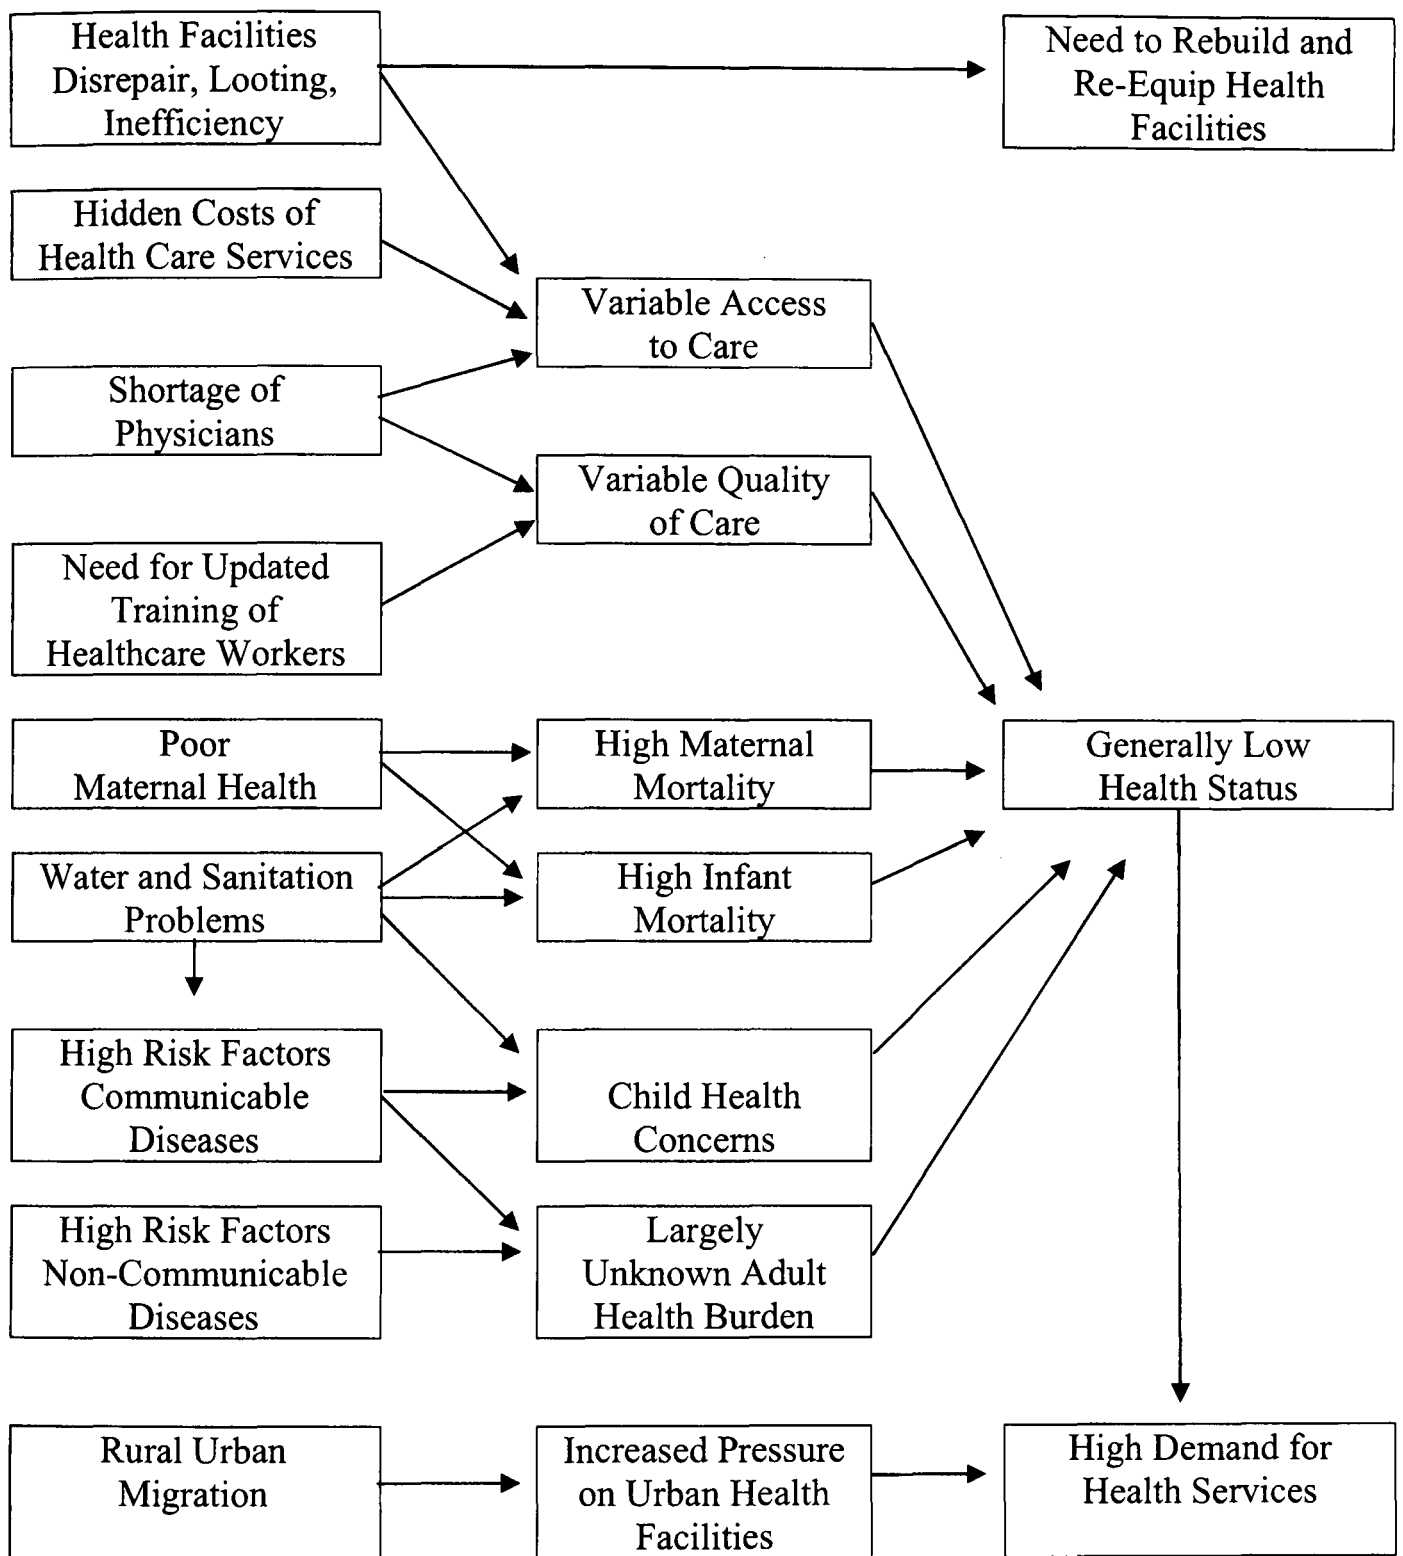 Health Facilities
Disrepair, Looting,
Inefficiency
Need to Rebuild and
Re-Equip Health
Facilities
Hidden Costs of
Health Care Services
Variable Access
to Care
Shortage of
Physicians
Variable Quality
of Care
Need for Updated
Training of
Healthcare Workers
Poor
Maternal Health
High Maternal
Mortality
Generally Low
Health Status
Water and Sanitation
Problems
High Infant
Mortality
High Risk Factors
Communicable
Diseases
Child Health
Concerns
High Risk Factors
Non-Communicable
Diseases
Largely
Unknown Adult
Health Burden
Rural Urban
Migration
Increased Pressure
on Urban Health
Facilities
High Demand for
Health Services